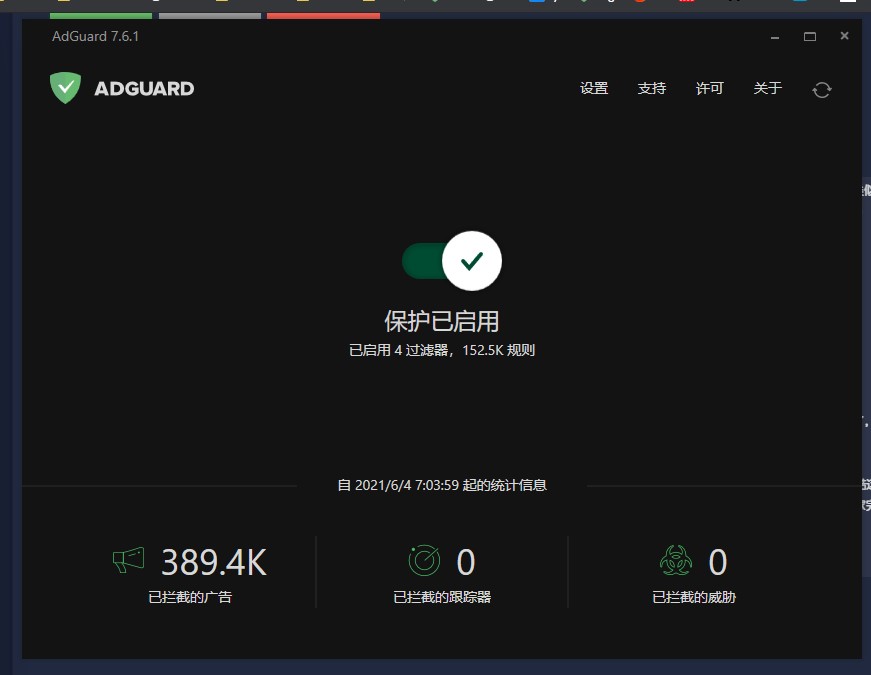 AdGuard 7.6.1
ADGUARD
设置 支持 许可 关于
保护已启用
已启用 4 过滤器，152.5K 规则
自 2021/6/4 7:03:59 起的统计信息
389.4K 0 0
已拦截的广告 已拦截的跟踪器 已拦截的威胁